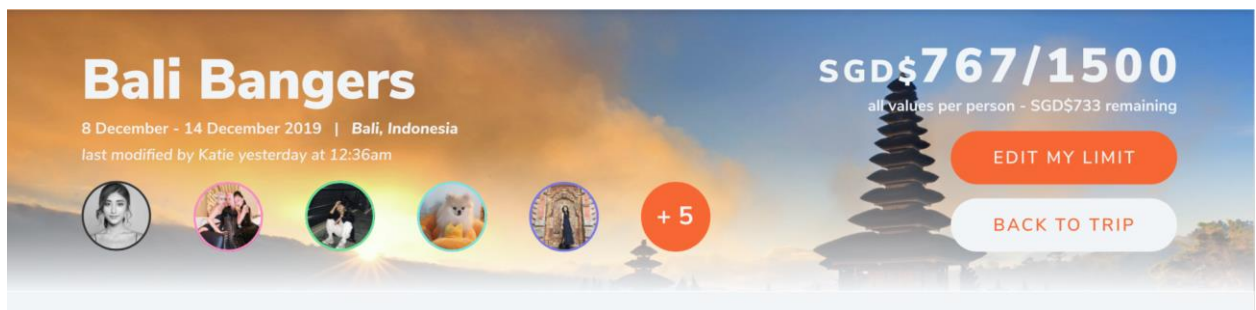 Bali Bangers
8 December - 14 December 2019 | Bali, Indonesia
last modified by Katie yesterday at 12:36am
+ 5
SGD$767/1500
all values per person - SGD$733 remaining
EDIT MY LIMIT
BACK TO TRIP